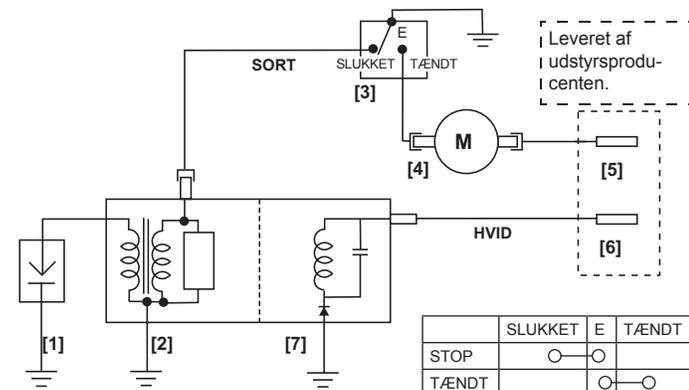 E
SLUKKET TÆNDT
SORT
[3]
Leveret af
udstyrsprodu-
centen.
M
[4]
[5]
HVID
[6]
[1]
[2]
[7]
SLUKKET E TÆNDT
STOP
TÆNDT